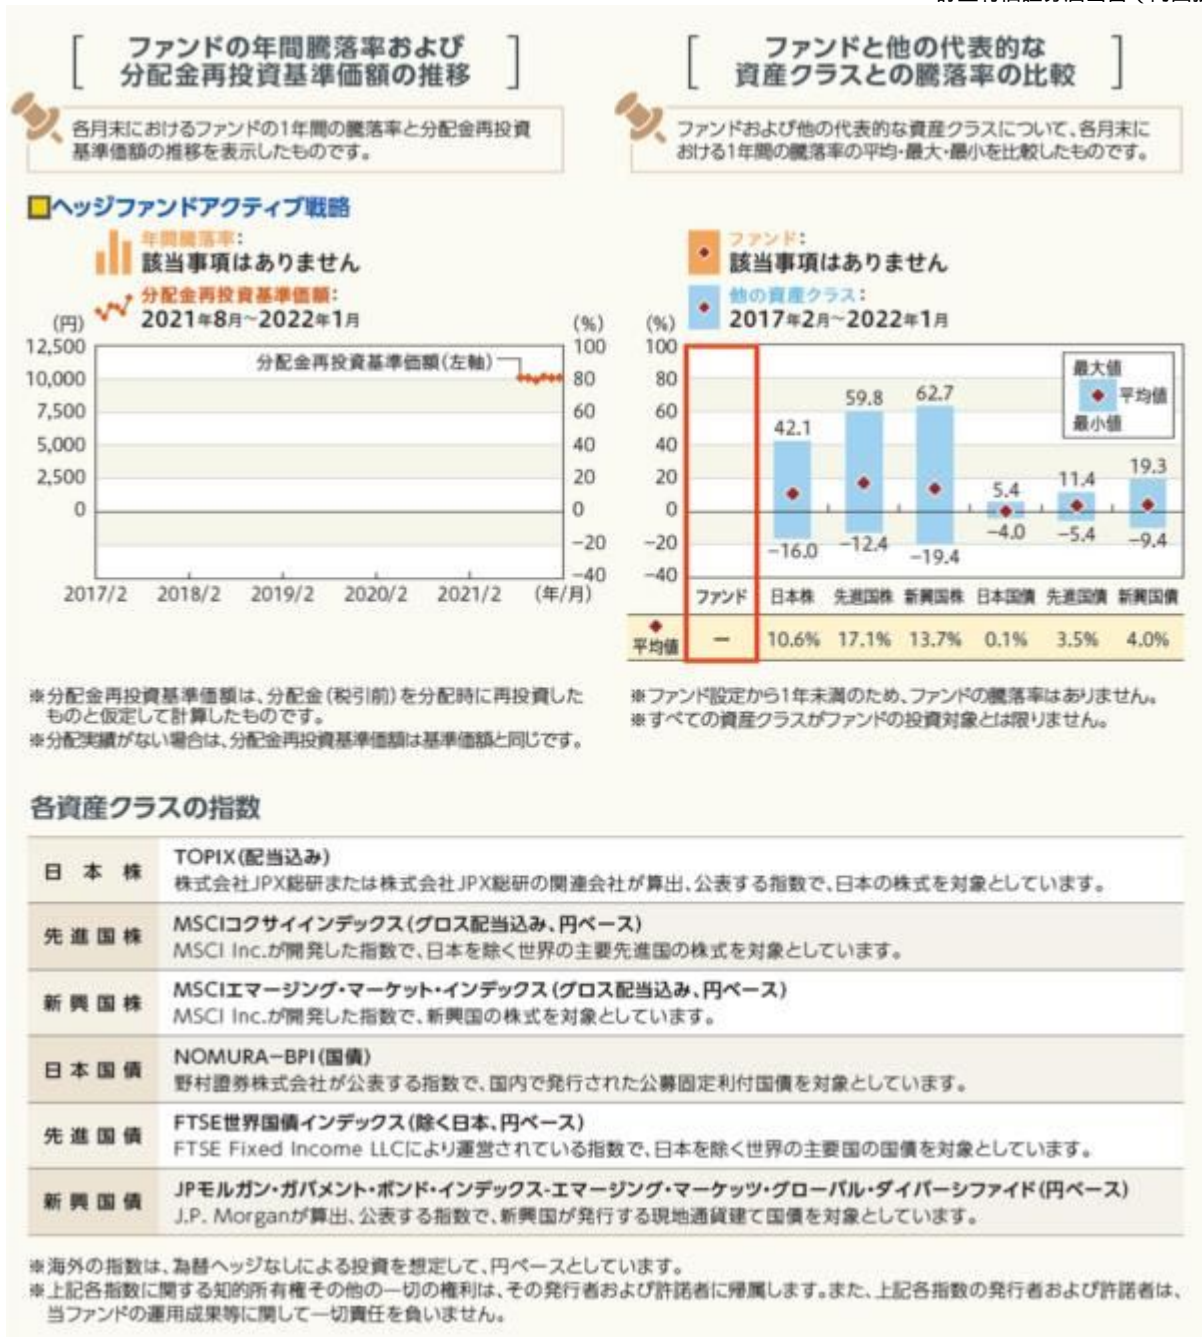 ファンドの年間騰落率および
分配金再投資基準価額の推移
各月末におけるファンドの1年間の騰落率と分配金再投資
基準価額の推移を表示したものです。
ファンドと他の代表的な
資産クラスとの騰落率の比較
ファンドおよび他の代表的な資産クラスについて、各月末に
おける1年間の騰落率の平均・最大・最小を比較したものです。
ヘッジファンドアクティブ戦略
年間騰落率:
該当事項はありません
分配金再投資基準価額:
2021年8月~2022年1月
(円)
(%)
12,500
10,000
7,500
5,000
2,500
0
分配金再投資基準価額(左軸)
100
80
60
40
20
0
−20
−40
2017/2 2018/2 2019/2 2020/2 2021/2 (年/月)
ファンド:
該当事項はありません
他の資産クラス:
2017年2月~2022年1月
(%)
100
80
60
40
20
0
−20
−40
最大値
平均値
最小値
42.1 59.8 62.7 5.4 11.4 19.3
−16.0 −12.4 −19.4 −4.0 −5.4 −9.4
ファンド 日本株 先進国株 新興国株 日本国債 先進国債 新興国債
平均値 − 10.6% 17.1% 13.7% 0.1% 3.5% 4.0%
※分配金再投資基準価額は、分配金(税引前)を分配時に再投資した
ものと仮定して計算したものです。
※分配実績がない場合は、分配金再投資基準価額は基準価額と同じです。
※ファンド設定から1年未満のため、ファンドの騰落率はありません。
※すべての資産クラスがファンドの投資対象とは限りません。
各資産クラスの指数
日本株
TOPIX(配当込み)
株式会社JPX総研または株式会社JPX総研の関連会社が算出、公表する指数で、日本の株式を対象としています。
先進国株
MSCIコクサイインデックス(グロス配当込み、円ベース)
MSCI Inc.が開発した指数で、日本を除く世界の主要先進国の株式を対象としています。
新興国株
MSCIエマージング・マーケット・インデックス(グロス配当込み、円ベース)
MSCI Inc.が開発した指数で、新興国の株式を対象としています。
日本国債
NOMURA−BPI(国債)
野村證券株式会社が公表する指数で、国内で発行された公募固定利付国債を対象としています。
先進国債
FTSE世界国債インデックス(除く日本、円ベース)
FTSE Fixed Income LLCにより運営されている指数で、日本を除く世界の主要国の国債を対象としています。
新興国債
JPモルガン・ガバメント・ボンド・インデックス-エマージング・マーケッツ・グローバル・ダイバーシファイド(円ベース)
J.P. Morganが算出、公表する指数で、新興国が発行する現地通貨建て国債を対象としています。
※海外の指数は、為替ヘッジなしによる投資を想定して、円ベースとしています。
※上記各指数に関する知的所有権その他の一切の権利は、その発行者および許諾者に帰属します。また、上記各指数の発行者および許諾者は、
当ファンドの運用成果等に関して一切責任を負いません。